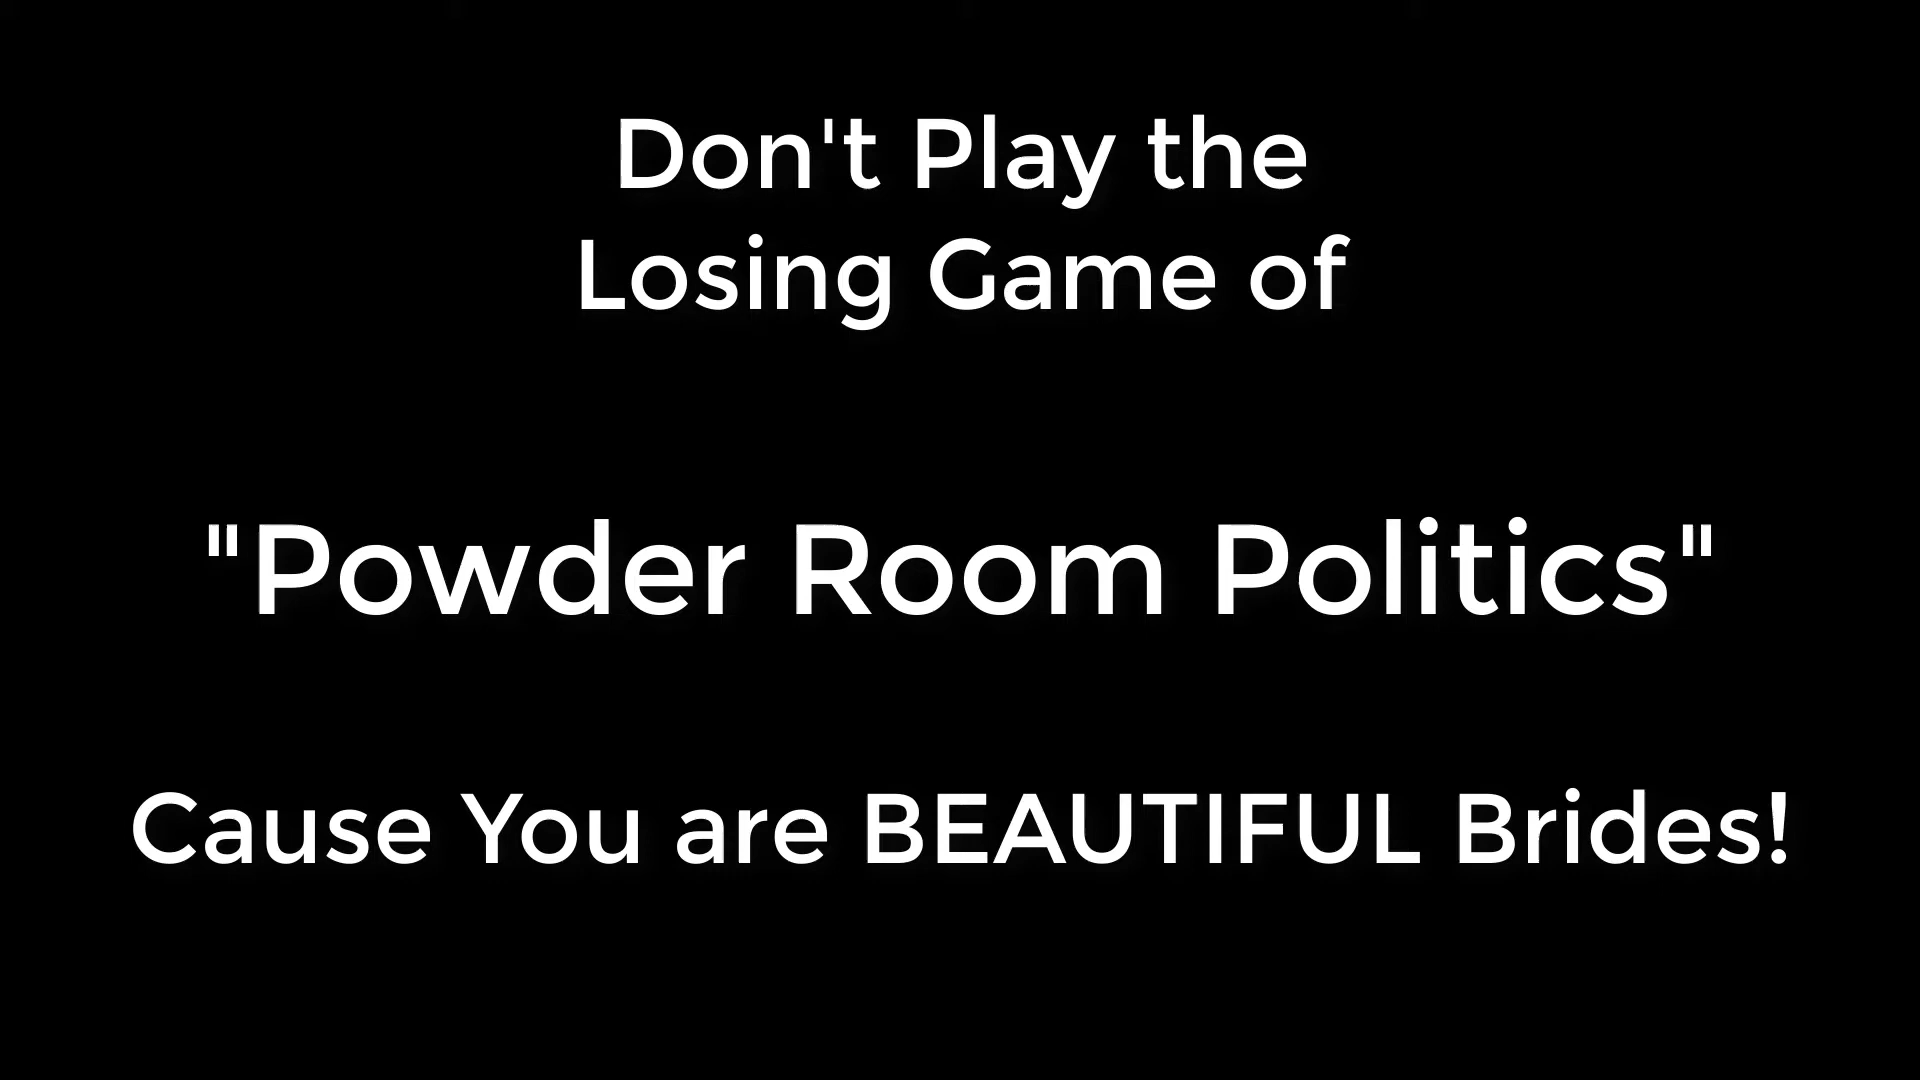 Don't Play the
Losing Game of
"Powder Room Politics"
Cause You are BEAUTIFUL Brides!